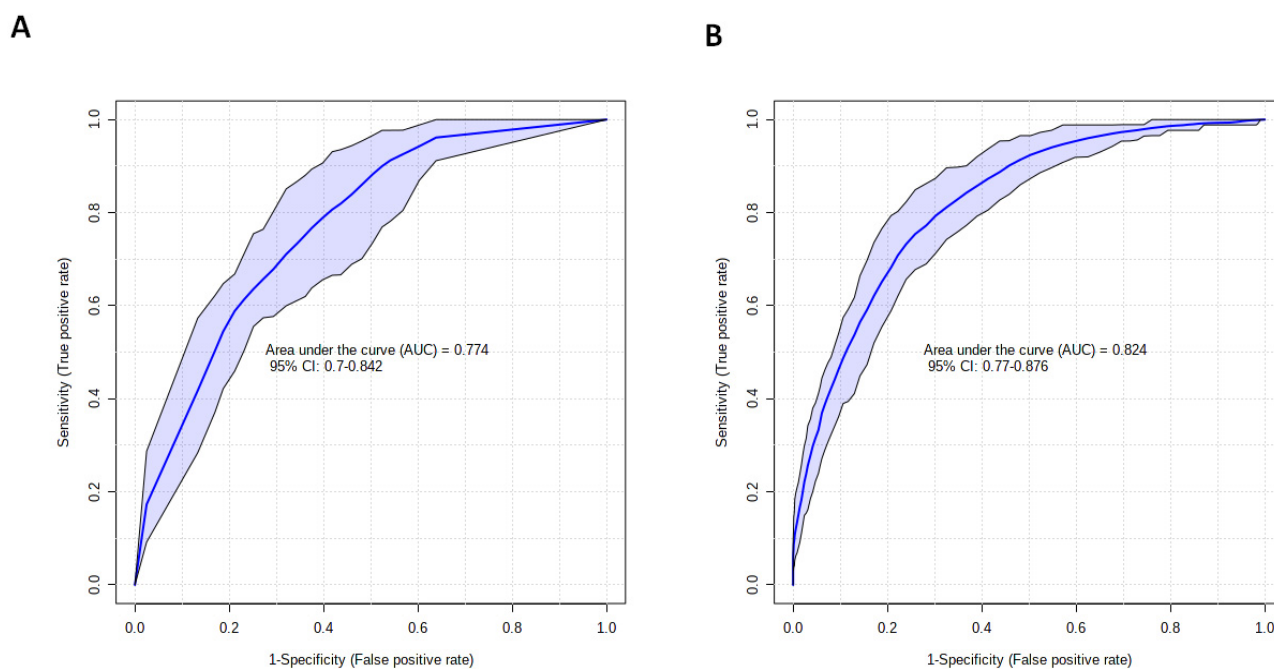 A
1.0
0.8
0.6
0.4
0.2
0.0
Sensitivity (True positive rate)
Area under the curve (AUC) = 0.774
95% CI: 0.7-0.842
0.0 0.2 0.4 0.6 0.8 1.0
1-Specificity (False positive rate)
B
1.0
0.8
0.6
0.4
0.2
0.0
Sensitivity (True positive rate)
Area under the curve (AUC) = 0.824
95% CI: 0.77-0.876
0.0 0.2 0.4 0.6 0.8 1.0
1-Specificity (False positive rate)